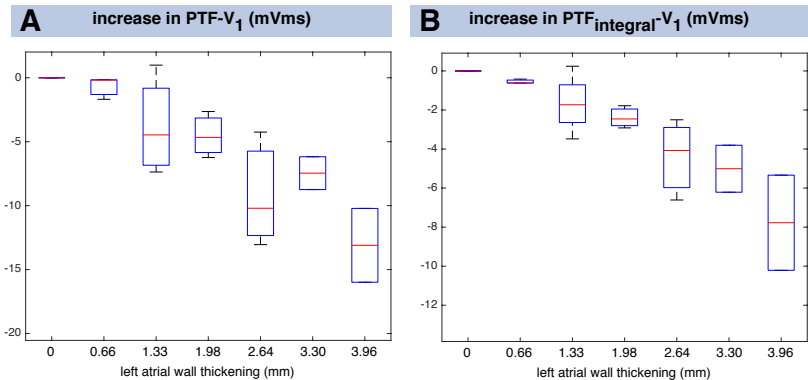 A increase in PTF-V1 (mVms)
0
-5
-10
-15
-20
0 0.66 1.33 1.98 2.64 3.30 3.96
left atrial wall thickening (mm)
B increase in PTFintegral-V1 (mVms)
0
-2
-4
-6
-8
-10
-12
0 0.66 1.33 1.98 2.64 3.30 3.96
left atrial wall thickening (mm)